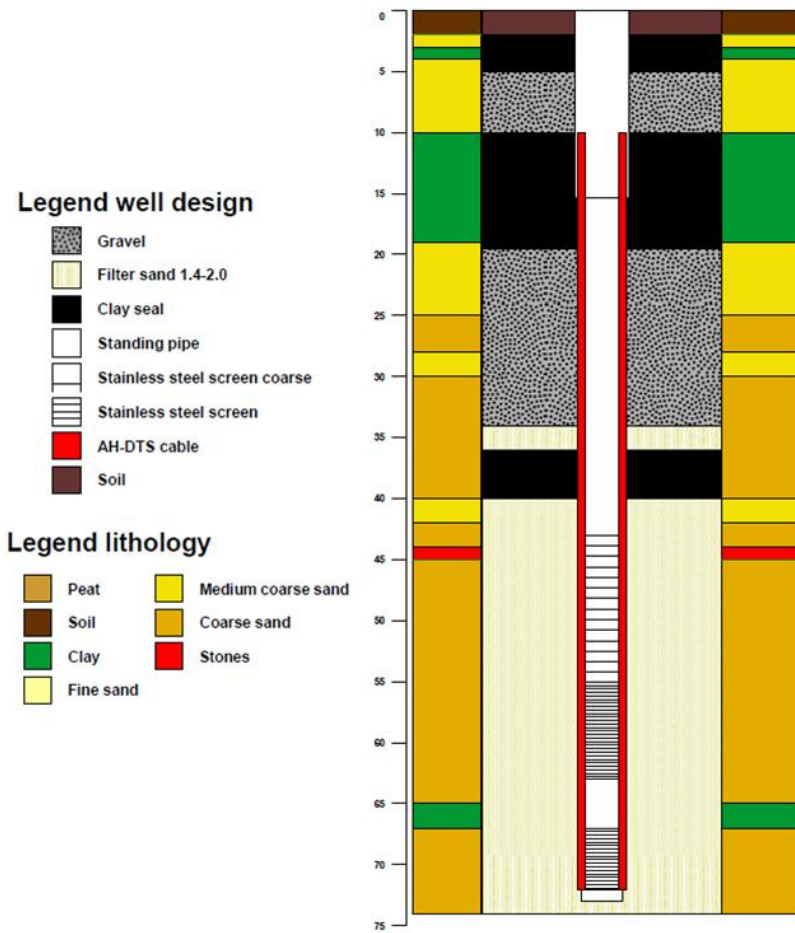 Legend well design
Gravel
Filter sand 1.4-2.0
Clay seal
Standing pipe
Stainless steel screen coarse
Stainless steel screen
AH-DTS cable
Soil
Legend lithology
Peat
Soil
Clay
Fine sand
Medium coarse sand
Coarse sand
Stones
0
5
10
15
20
25
30
35
40
45
50
55
60
65
70
75